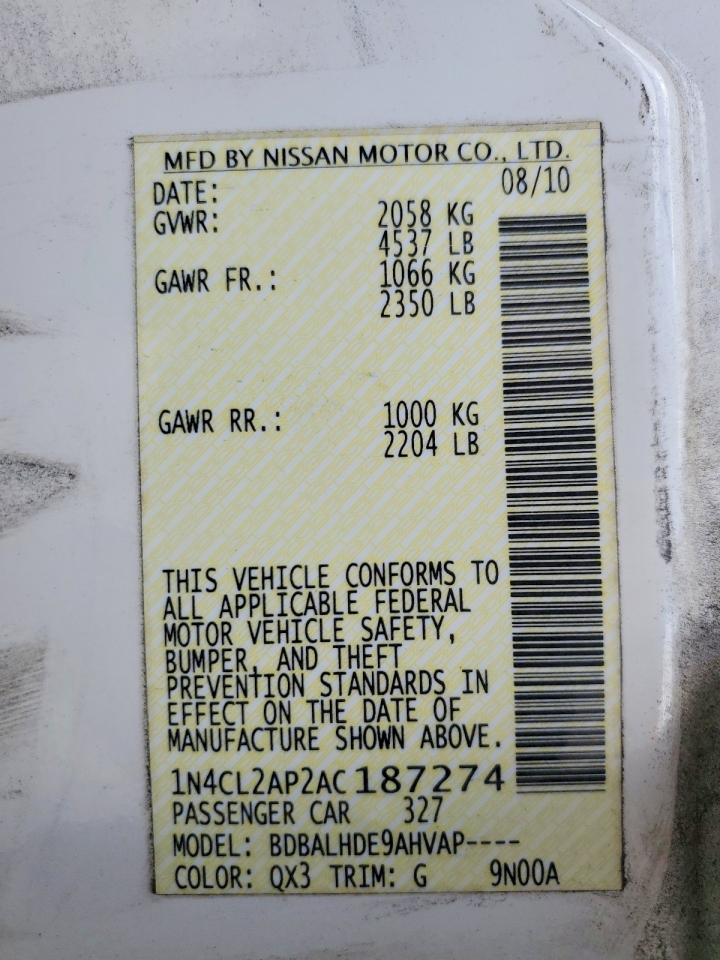 MFD BY NISSAN MOTOR CO., LTD.
DATE: 08/10
GVWR: 2058 KG
4537 LB
GAWR FR.: 1066 KG
2350 LB
GAWR RR.: 1000 KG
2204 LB
THIS VEHICLE CONFORMS TO
ALL APPLICABLE FEDERAL
MOTOR VEHICLE SAFETY,
BUMPER, AND THEFT
PREVENTION STANDARDS IN
EFFECT ON THE DATE OF
MANUFACTURE SHOWN ABOVE.
1N4CL2AP2AC187274
PASSENGER CAR 327
MODEL: BDBALHDE9AHVAP----
COLOR: QX3 TRIM: G 9N00A